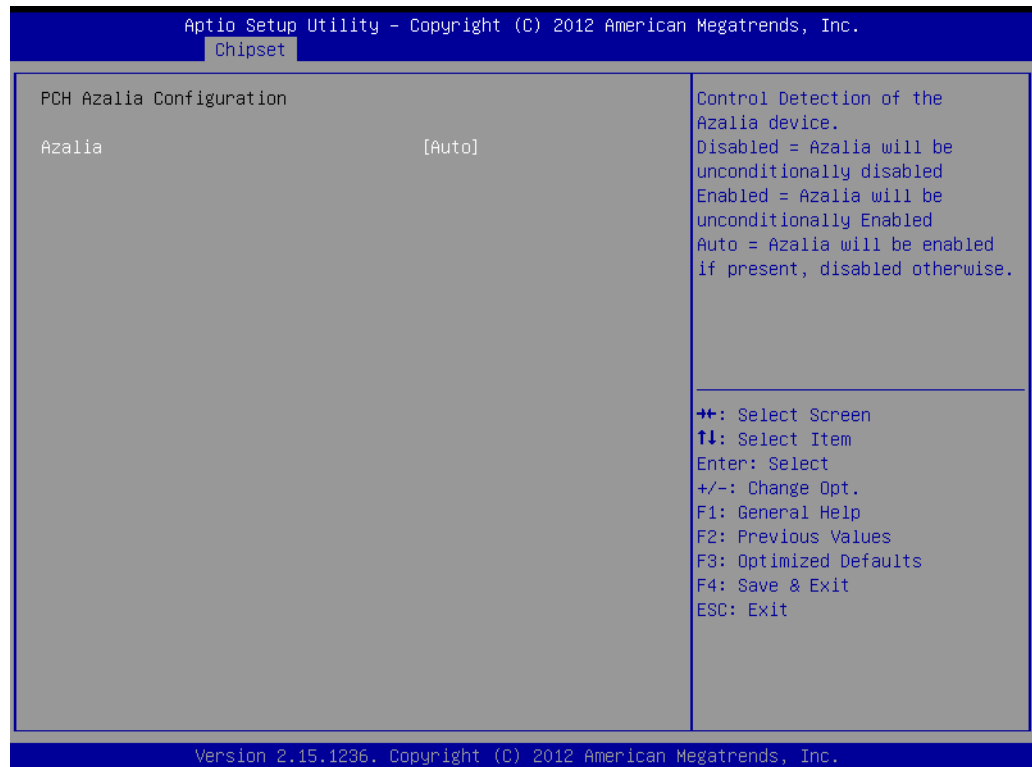 Aptio Setup Utility – Copyright (C) 2012 American Megatrends, Inc.
Chipset
PCH Azalia Configuration
Azalia [Auto]
Control Detection of the
Azalia device.
Disabled = Azalia will be
unconditionally disabled
Enabled = Azalia will be
unconditionally Enabled
Auto = Azalia will be enabled
if present, disabled otherwise.
→←: Select Screen
↑↓: Select Item
Enter: Select
+/-: Change Opt.
F1: General Help
F2: Previous Values
F3: Optimized Defaults
F4: Save & Exit
ESC: Exit
Version 2.15.1236. Copyright (C) 2012 American Megatrends, Inc.